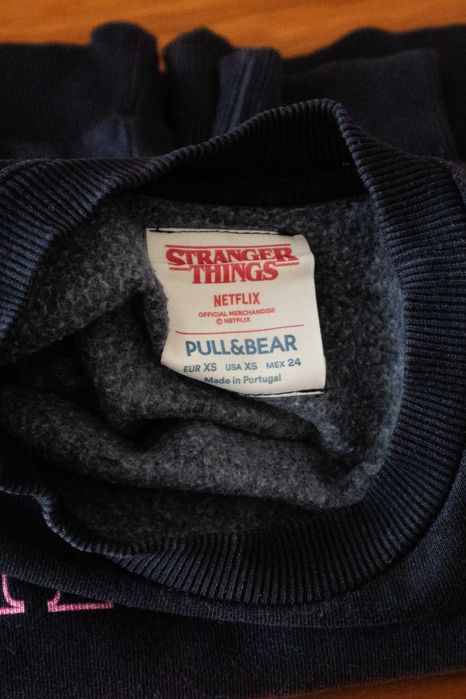 STRANGER
THINGS
NETFLIX
OFFICIAL MERCHANDISE
© NETFLIX
PULL&BEAR
EUR XS USA XS MEX 24
Made in Portugal